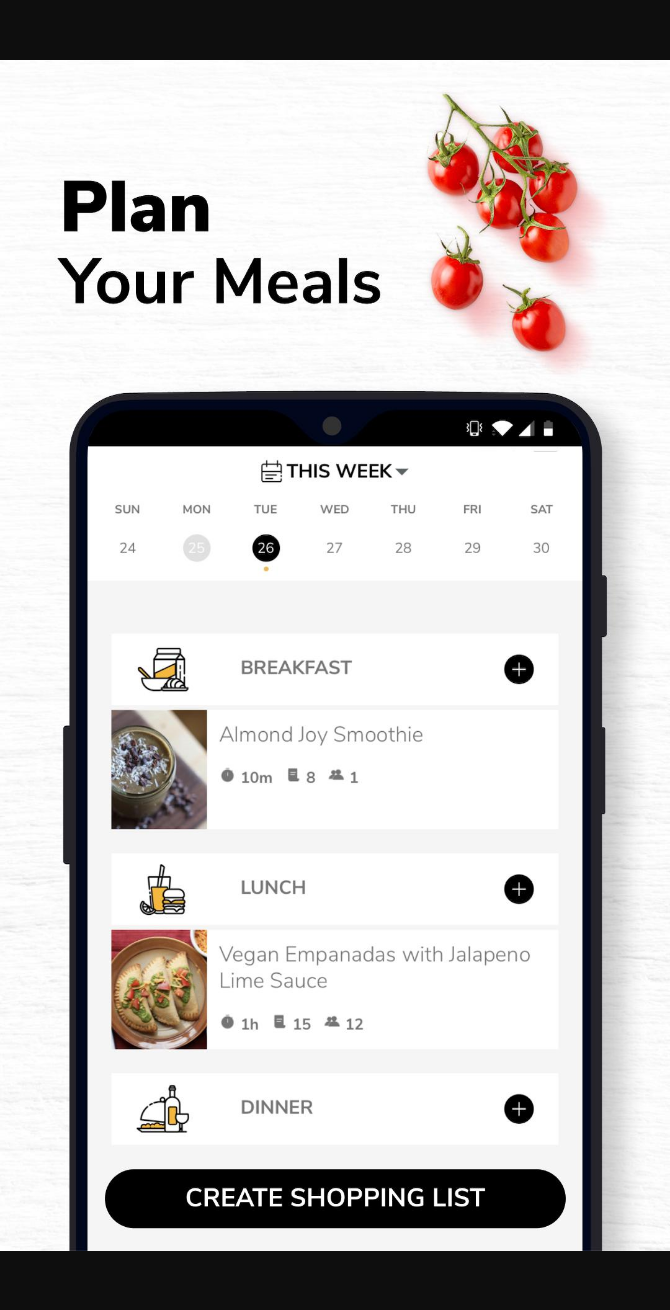 Plan
Your Meals
THIS WEEK
SUN MON TUE WED THU FRI SAT
24 25 26 27 28 29 30
BREAKFAST
Almond Joy Smoothie
10m 8 1
LUNCH
Vegan Empanadas with Jalapeno
Lime Sauce
1h 15 12
DINNER
CREATE SHOPPING LIST